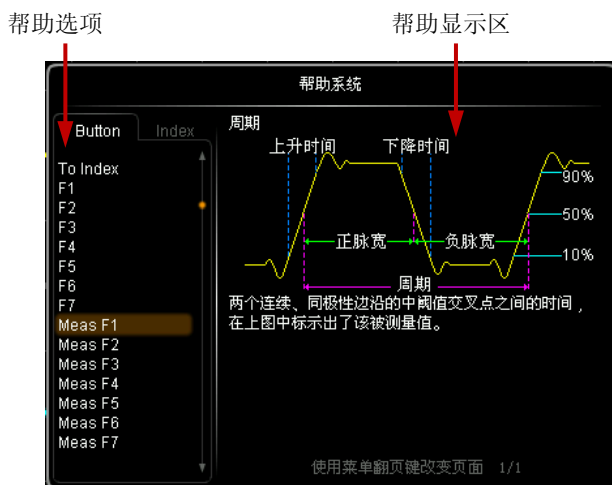 帮助选项
帮助显示区
帮助系统
Button
Index
To Index
F1
F2
F3
F4
F5
F6
F7
Meas F1
Meas F2
Meas F3
Meas F4
Meas F5
Meas F6
Meas F7
周期
上升时间
下降时间
90%
50%
10%
正脉宽
负脉宽
周期
两个连续、同极性边沿的中阈值交叉点之间的时间，
在上图中标示出了该被测量值。
使用菜单翻页键改变页面 1/1